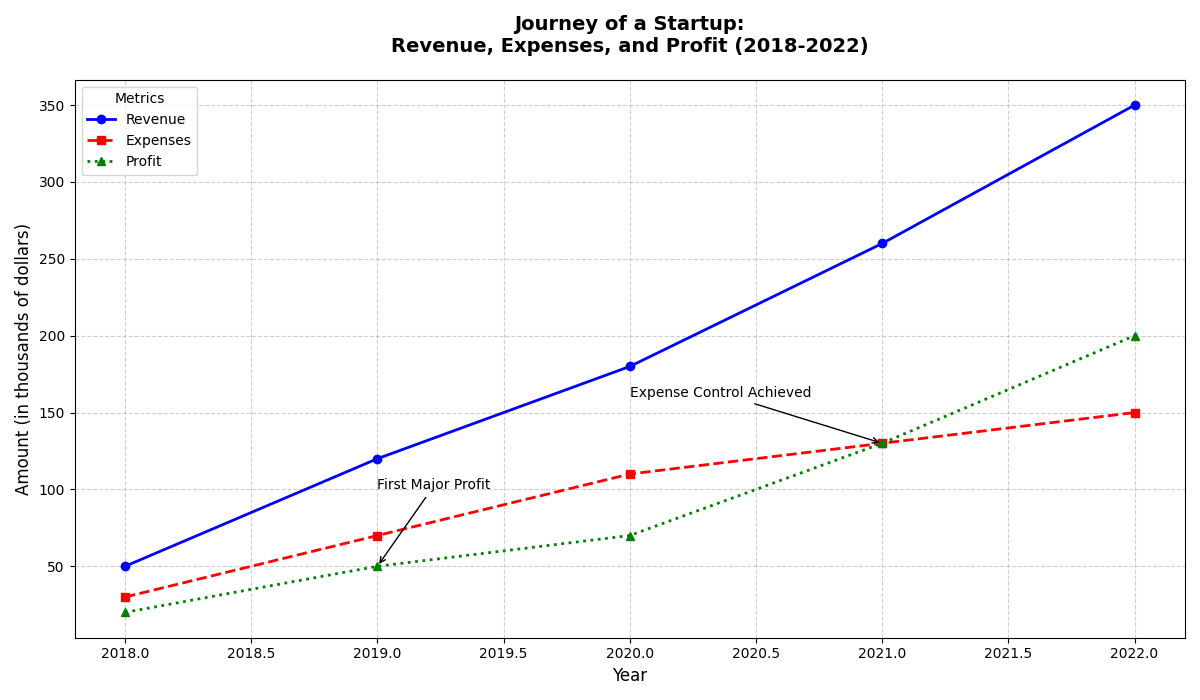 Journey of a Startup:
Revenue, Expenses, and Profit (2018-2022)
Metrics
Revenue
Expenses
Profit
Amount (in thousands of dollars)
350
300
250
200
150
100
50
Expense Control Achieved
First Major Profit
2018.0 2018.5 2019.0 2019.5 2020.0 2020.5 2021.0 2021.5 2022.0
Year